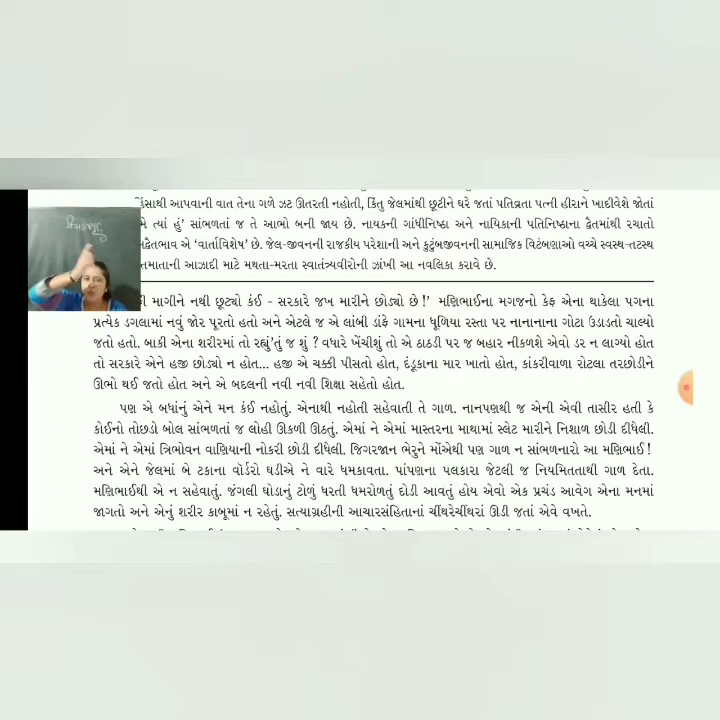 હિંસાથી આપવાની વાત તેના ગળે ઝટ ઊતરતી નહોતી, કિંતુ જેલમાંથી છૂટીને ઘરે જતાં પતિવ્રતા પત્ની હીરાને ખાદીવેશે જોતાં
ત્યાં હું' સાંભળતાં જ તે આભો બની જાય છે. નાયકની ગાંધીનિષ્ઠા અને નાયિકાની પતિનિષ્ઠાના દ્વૈતમાંથી રચાતો
'વાર્તાવિશેષ' છે. જેલ-જીવનની રાજકીય પરેશાની અને કુટુંબજીવનની સામાજિક વિટંબણાઓ વચ્ચે સ્વસ્થ-તટસ્થ
આઝાદી માટે મથતા-મરતા સ્વાતંત્ર્યવીરોની ઝાંખી આ નવલિકા કરાવે છે.
માગીને નથી છૂટ્યો કંઈ - સરકારે જખ મારીને છોડ્યો છે !' મણિભાઈના મગજનો કેફ એના થાકેલા પગના
પ્રત્યેક ડગલામાં નવું જોર પૂરતો હતો અને એટલે જ એ લાંબી ડાંફે ગામના ધૂળિયા રસ્તા પર નાનાનાના ગોટા ઉડાડતો ચાલ્યો
જતો હતો. બાકી એના શરીરમાં તો રહ્યું'તું જ શું ? વધારે ખેંચીશું તો એ ઠાઠડી પર જ બહાર નીકળશે એવો ડર ન લાગ્યો હોત
તો સરકારે એને હજી છોડ્યો ન હોત... હજી એ ચક્કી પીસતો હોત, દંડૂકાના માર ખાતો હોત, કાંકરીવાળા રોટલા તરછોડીને
ઊભો થઈ જતો હોત અને એ બદલની નવી નવી શિક્ષા સહેતો હોત.
પણ એ બધાંનું એને મન કંઈ નહોતું. એનાથી નહોતી સહેવાતી તે ગાળ. નાનપણથી જ એની એવી તાસીર હતી કે
કોઈનો તોછડો બોલ સાંભળતાં જ લોહી ઊકળી ઊઠતું. એમાં ને એમાં માસ્તરના માથામાં સ્લેટ મારીને નિશાળ છોડી દીધેલી.
એમાં ને એમાં ત્રિભોવન વાણિયાની નોકરી છોડી દીધેલી. જિગરજાન ભેરુને મોંએથી પણ ગાળ ન સાંભળનારો આ મણિભાઈ !
અને એને જેલમાં બે ટકાના વૉર્ડરો ઘડીએ ને વારે ધમકાવતા. પાંપણના પલકારા જેટલી જ નિયમિતતાથી ગાળ દેતા.
મણિભાઈથી એ ન સહેવાતું. જંગલી ઘોડાનું ટોળું ધરતી ધમરોળતું દોડી આવતું હોય એવો એક પ્રચંડ આવેગ એના મનમાં
જાગતો અને એનું શરીર કાબૂમાં ન રહેતું. સત્યાગ્રહીની આચારસંહિતાનાં ચીંથરેચીંથરાં ઊડી જતાં એવે વખતે.